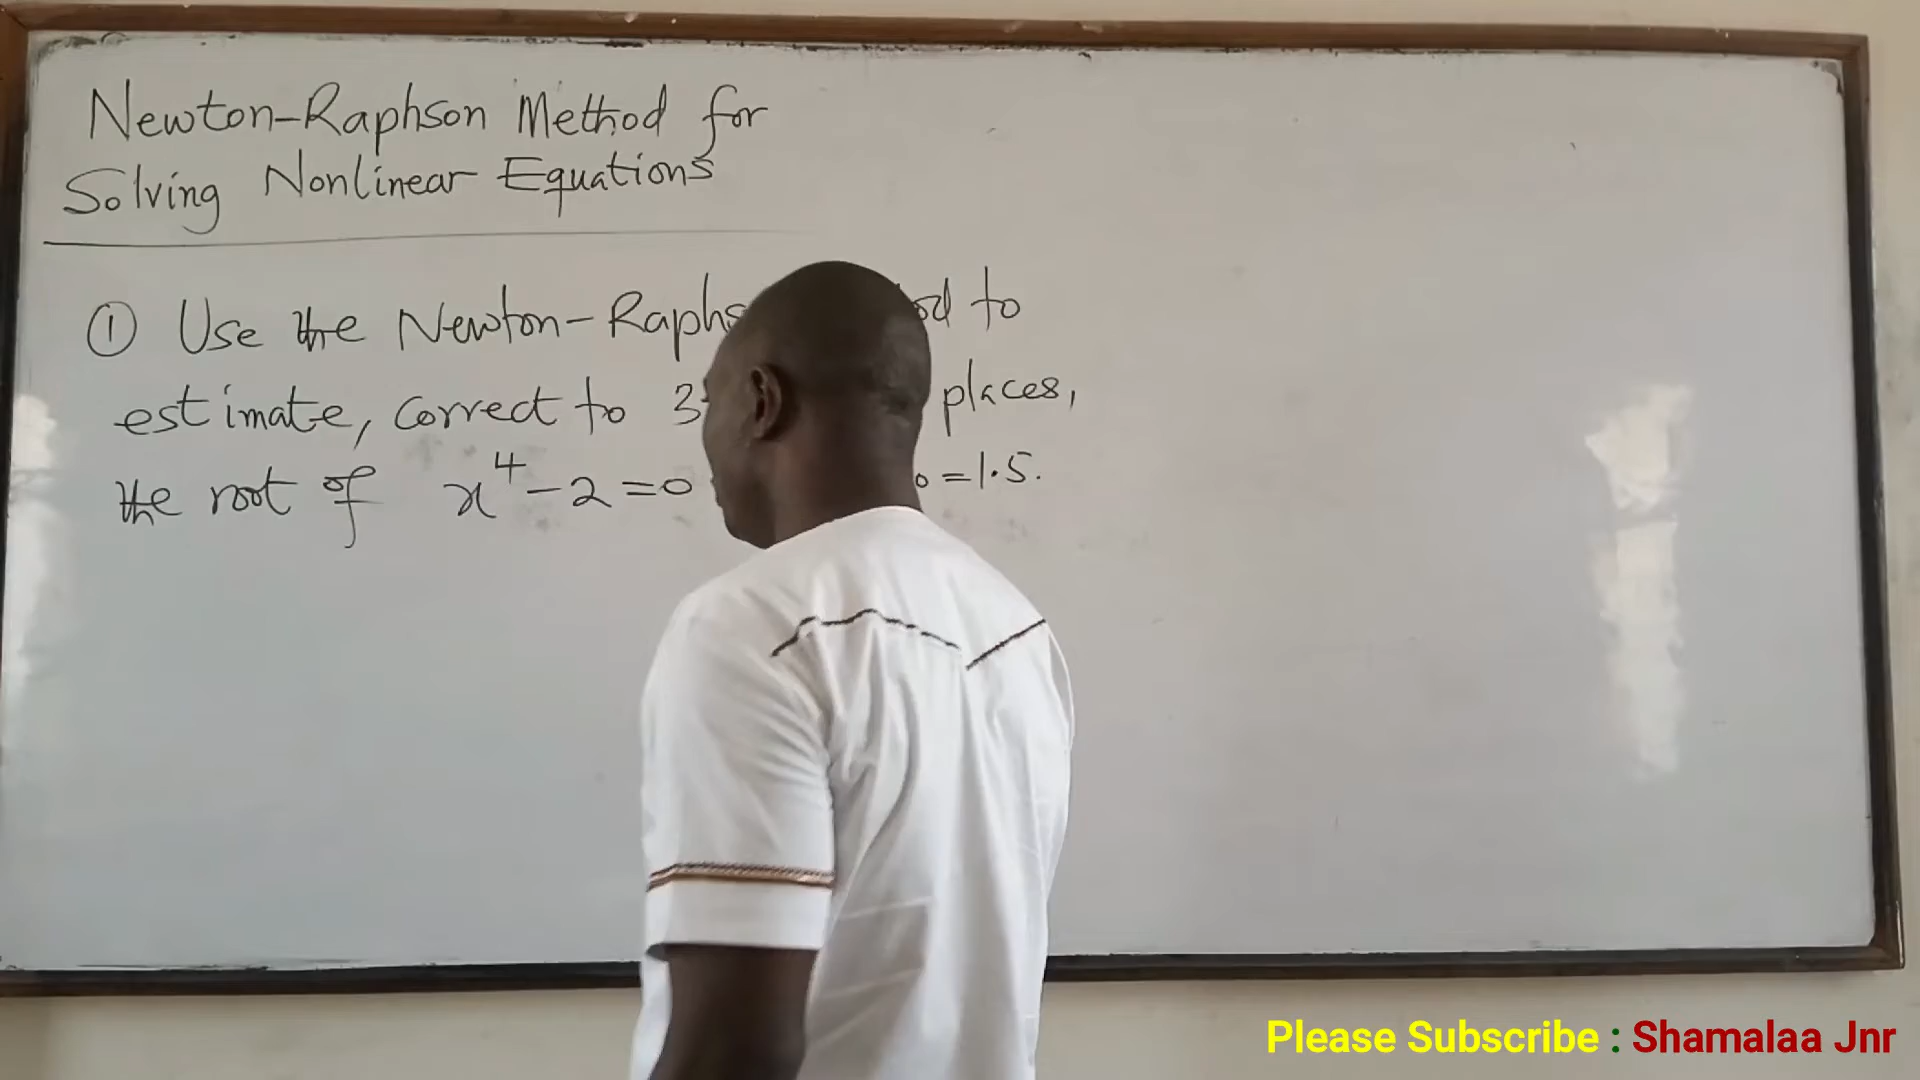 Newton-Raphson Method for
Solving Nonlinear Equations
① Use the Newton-Raphs to
estimate, correct to 3 places,
the root of x⁴-2=0 =1.5.
Please Subscribe : Shamalaa Jnr